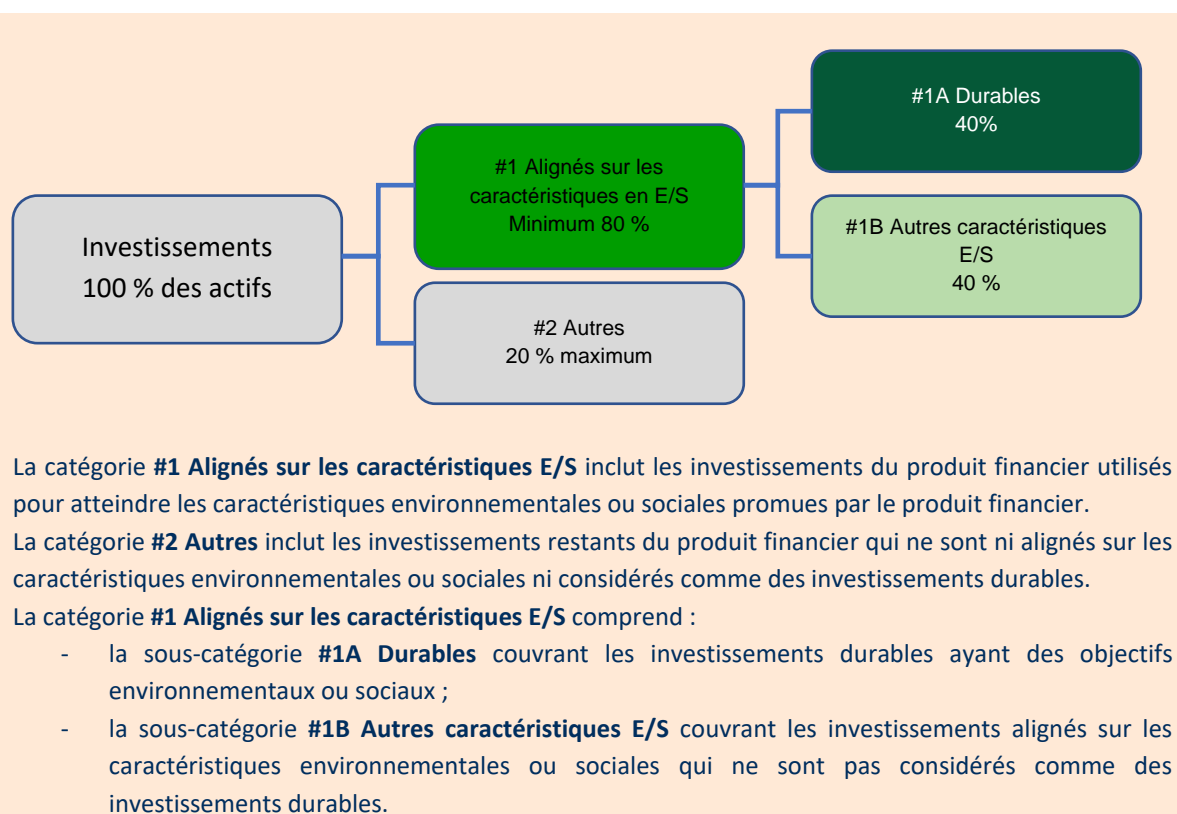 #1A Durables
40%
#1 Alignés sur les
caractéristiques en E/S
Minimum 80 %
#1B Autres caractéristiques
E/S
40 %
Investissements
100 % des actifs
#2 Autres
20 % maximum
La catégorie #1 Alignés sur les caractéristiques E/S inclut les investissements du produit financier utilisés
pour atteindre les caractéristiques environnementales ou sociales promues par le produit financier.
La catégorie #2 Autres inclut les investissements restants du produit financier qui ne sont ni alignés sur les
caractéristiques environnementales ou sociales ni considérés comme des investissements durables.
La catégorie #1 Alignés sur les caractéristiques E/S comprend :
- la sous-catégorie #1A Durables couvrant les investissements durables ayant des objectifs
environnementaux ou sociaux ;
- la sous-catégorie #1B Autres caractéristiques E/S couvrant les investissements alignés sur les
caractéristiques environnementales ou sociales qui ne sont pas considérés comme des
investissements durables.